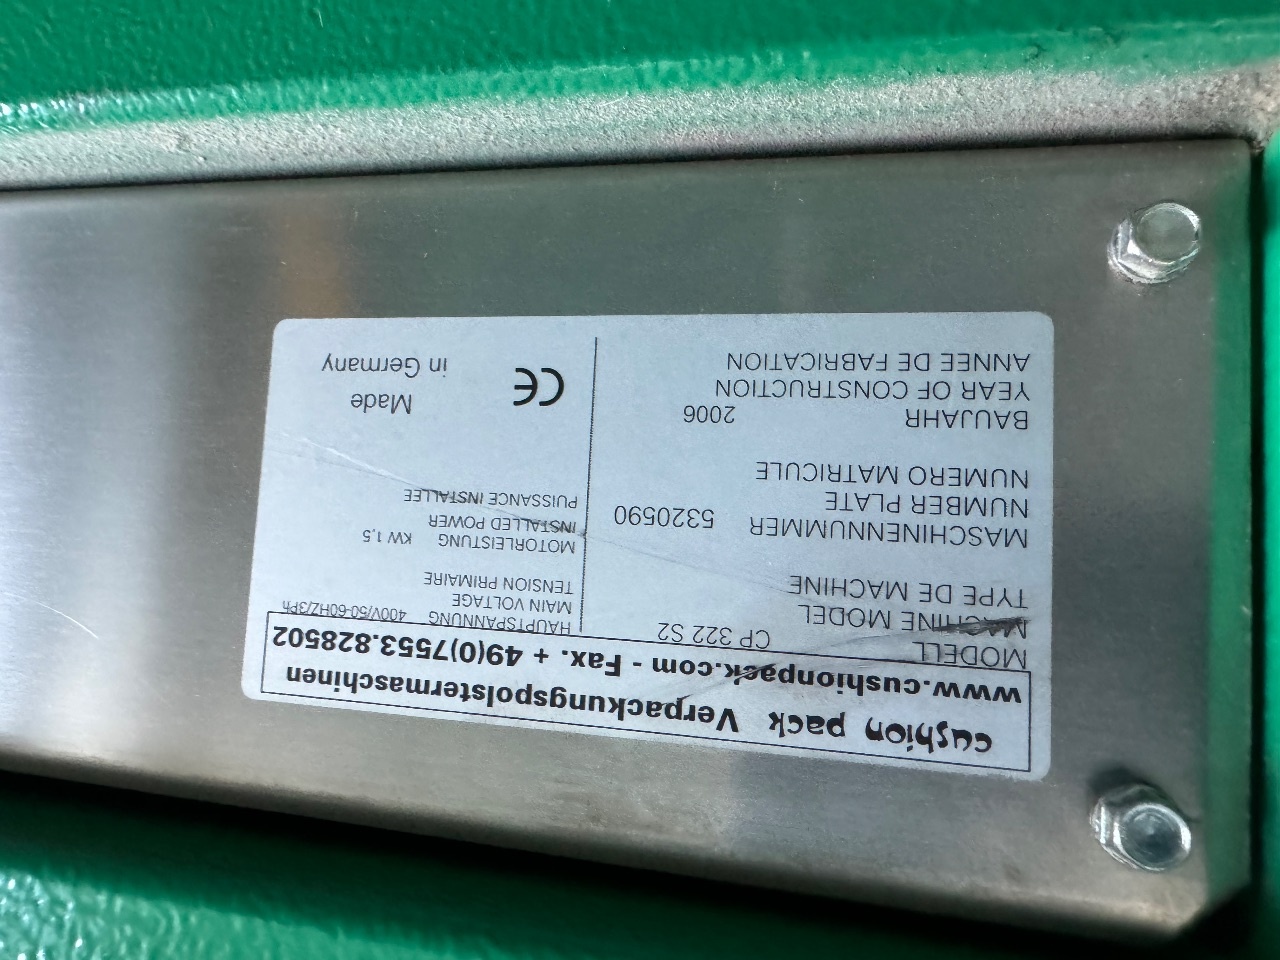 cushion pack Verpackungspolstermaschinen
www.cushionpack.com - Fax. + 49(0)7553.828502
MODELL CP 322 S2
MACHINE MODEL
TYPE DE MACHINE
MASCHINENNUMMER 5320590
NUMBER PLATE
NUMERO MATRICULE
BAUJAHR 2006
YEAR OF CONSTRUCTION
ANNEE DE FABRICATION
HAUPTSPANNUNG 400V/50-60HZ/3Ph
MAIN VOLTAGE
TENSION PRIMAIRE
MOTORLEISTUNG KW 1,5
INSTALLED POWER
PUISSANCE INSTALLEE
CE
Made
in Germany